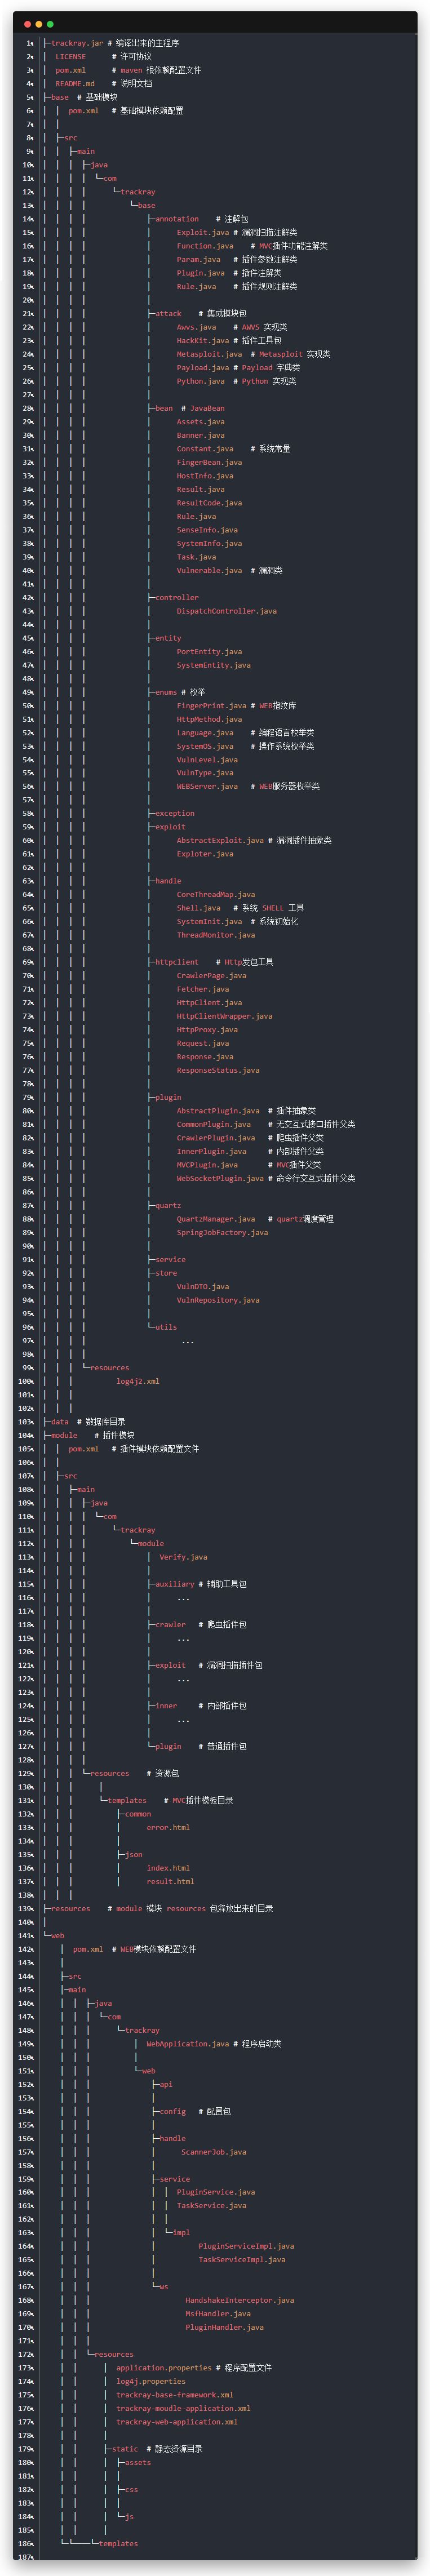 1 ├─trackray.jar # 编译出来的主程序
2 │  LICENSE      # 许可协议
3 │  pom.xml      # maven 根依赖配置文件
4 │  README.md    # 说明文档
5 ├─base  # 基础模块
6 │  │  pom.xml   # 基础模块依赖配置
7 │  │
8 │  ├─src
9 │  │  ├─main
10 │  │  │  ├─java
11 │  │  │  │  └─com
12 │  │  │  │      └─trackray
13 │  │  │  │          └─base
14 │  │  │  │              ├─annotation    # 注解包
15 │  │  │  │              │      Exploit.java # 漏洞扫描注解类
16 │  │  │  │              │      Function.java    # MVC插件功能注解类
17 │  │  │  │              │      Param.java   # 插件参数注解类
18 │  │  │  │              │      Plugin.java  # 插件注解类
19 │  │  │  │              │      Rule.java    # 插件规则注解类
20 │  │  │  │              │
21 │  │  │  │              ├─attack    # 集成模块包
22 │  │  │  │              │      Awvs.java    # AWVS 实现类
23 │  │  │  │              │      HackKit.java # 插件工具包
24 │  │  │  │              │      Metasploit.java  # Metasploit 实现类
25 │  │  │  │              │      Payload.java # Payload 字典类
26 │  │  │  │              │      Python.java  # Python 实现类
27 │  │  │  │              │
28 │  │  │  │              ├─bean  # JavaBean
29 │  │  │  │              │      Assets.java
30 │  │  │  │              │      Banner.java
31 │  │  │  │              │      Constant.java    # 系统常量
32 │  │  │  │              │      FingerBean.java
33 │  │  │  │              │      HostInfo.java
34 │  │  │  │              │      Result.java
35 │  │  │  │              │      ResultCode.java
36 │  │  │  │              │      Rule.java
37 │  │  │  │              │      SenseInfo.java
38 │  │  │  │              │      SystemInfo.java
39 │  │  │  │              │      Task.java
40 │  │  │  │              │      Vulnerable.java  # 漏洞类
41 │  │  │  │              │
42 │  │  │  │              ├─controller
43 │  │  │  │              │      DispatchController.java
44 │  │  │  │              │
45 │  │  │  │              ├─entity
46 │  │  │  │              │      PortEntity.java
47 │  │  │  │              │      SystemEntity.java
48 │  │  │  │              │
49 │  │  │  │              ├─enums # 枚举
50 │  │  │  │              │      FingerPrint.java # WEB指纹库
51 │  │  │  │              │      HttpMethod.java
52 │  │  │  │              │      Language.java    # 编程语言枚举类
53 │  │  │  │              │      SystemOS.java    # 操作系统枚举类
54 │  │  │  │              │      VulnLevel.java
55 │  │  │  │              │      VulnType.java
56 │  │  │  │              │      WEBServer.java   # WEB服务器枚举类
57 │  │  │  │              │
58 │  │  │  │              ├─exception
59 │  │  │  │              ├─exploit
60 │  │  │  │              │      AbstractExploit.java # 漏洞插件抽象类
61 │  │  │  │              │      Exploter.java
62 │  │  │  │              │
63 │  │  │  │              ├─handle
64 │  │  │  │              │      CoreThreadMap.java
65 │  │  │  │              │      Shell.java   # 系统 SHELL 工具
66 │  │  │  │              │      SystemInit.java  # 系统初始化
67 │  │  │  │              │      ThreadMonitor.java
68 │  │  │  │              │
69 │  │  │  │              ├─httpclient    # Http发包工具
70 │  │  │  │              │      CrawlerPage.java
71 │  │  │  │              │      Fetcher.java
72 │  │  │  │              │      HttpClient.java
73 │  │  │  │              │      HttpClientWrapper.java
74 │  │  │  │              │      HttpProxy.java
75 │  │  │  │              │      Request.java
76 │  │  │  │              │      Response.java
77 │  │  │  │              │      ResponseStatus.java
78 │  │  │  │              │
79 │  │  │  │              ├─plugin
80 │  │  │  │              │      AbstractPlugin.java  # 插件抽象类
81 │  │  │  │              │      CommonPlugin.java    # 无交互式接口插件父类
82 │  │  │  │              │      CrawlerPlugin.java   # 爬虫插件父类
83 │  │  │  │              │      InnerPlugin.java     # 内部插件父类
84 │  │  │  │              │      MVCPlugin.java       # MVC插件父类
85 │  │  │  │              │      WebSocketPlugin.java # 命令行交互式插件父类
86 │  │  │  │              │
87 │  │  │  │              ├─quartz
88 │  │  │  │              │      QuartzManager.java   # quartz调度管理
89 │  │  │  │              │      SpringJobFactory.java
90 │  │  │  │              │
91 │  │  │  │              ├─service
92 │  │  │  │              ├─store
93 │  │  │  │              │      VulnDTO.java
94 │  │  │  │              │      VulnRepository.java
95 │  │  │  │              │
96 │  │  │  │              └─utils
97 │  │  │  │                      ...
98 │  │  │  │
99 │  │  │  └─resources
100 │  │  │          log4j2.xml
101 │  │  │
102 │  │  │
103 ├─data  # 数据库目录
104 ├─module    # 插件模块
105 │  │  pom.xml   # 插件模块依赖配置文件
106 │  │
107 │  ├─src
108 │  │  ├─main
109 │  │  │  ├─java
110 │  │  │  │  └─com
111 │  │  │  │      └─trackray
112 │  │  │  │          └─module
113 │  │  │  │              │  Verify.java
114 │  │  │  │              │
115 │  │  │  │              ├─auxiliary # 辅助工具包
116 │  │  │  │              │      ...
117 │  │  │  │              │
118 │  │  │  │              ├─crawler   # 爬虫插件包
119 │  │  │  │              │      ...
120 │  │  │  │              │
121 │  │  │  │              ├─exploit   # 漏洞扫描插件包
122 │  │  │  │              │      ...
123 │  │  │  │              │
124 │  │  │  │              ├─inner     # 内部插件包
125 │  │  │  │              │      ...
126 │  │  │  │              │
127 │  │  │  │              └─plugin    # 普通插件包
128 │  │  │  │
129 │  │  │  └─resources    # 资源包
130 │  │  │      │
131 │  │  │      └─templates    # MVC插件模板目录
132 │  │  │          ├─common
133 │  │  │          │      error.html
134 │  │  │          │
135 │  │  │          ├─json
136 │  │  │          │      index.html
137 │  │  │          │      result.html
138 │  │  │
139 ├─resources    # module 模块 resources 包释放出来的目录
140 │
141 └─web
142     │  pom.xml  # WEB模块依赖配置文件
143     │
144     ├─src
145     ├─main
146     │  │  ├─java
147     │  │  │  └─com
148     │  │  │      └─trackray
149     │  │  │          │  WebApplication.java # 程序启动类
150     │  │  │          │
151     │  │  │          └─web
152     │  │  │              ├─api
153     │  │  │              │
154     │  │  │              ├─config   # 配置包
155     │  │  │              │
156     │  │  │              ├─handle
157     │  │  │              │      ScannerJob.java
158     │  │  │              │
159     │  │  │              ├─service
160     │  │  │              │  │  PluginService.java
161     │  │  │              │  │  TaskService.java
162     │  │  │              │  │
163     │  │  │              │  └─impl
164     │  │  │              │          PluginServiceImpl.java
165     │  │  │              │          TaskServiceImpl.java
166     │  │  │              │
167     │  │  │              └─ws
168     │  │  │                      HandshakeInterceptor.java
169     │  │  │                      MsfHandler.java
170     │  │  │                      PluginHandler.java
171     │  │  │
172     │  │  └─resources
173     │  │      │  application.properties # 程序配置文件
174     │  │      │  log4j.properties
175     │  │      │  trackray-base-framework.xml
176     │  │      │  trackray-moudle-application.xml
177     │  │      │  trackray-web-application.xml
178     │  │      │
179     │  │      ├─static  # 静态资源目录
180     │  │      │  ├─assets
181     │  │      │  │
182     │  │      │  ├─css
183     │  │      │  │
184     │  │      │  └─js
185     │  │      │
186     └─└────└─templates
187